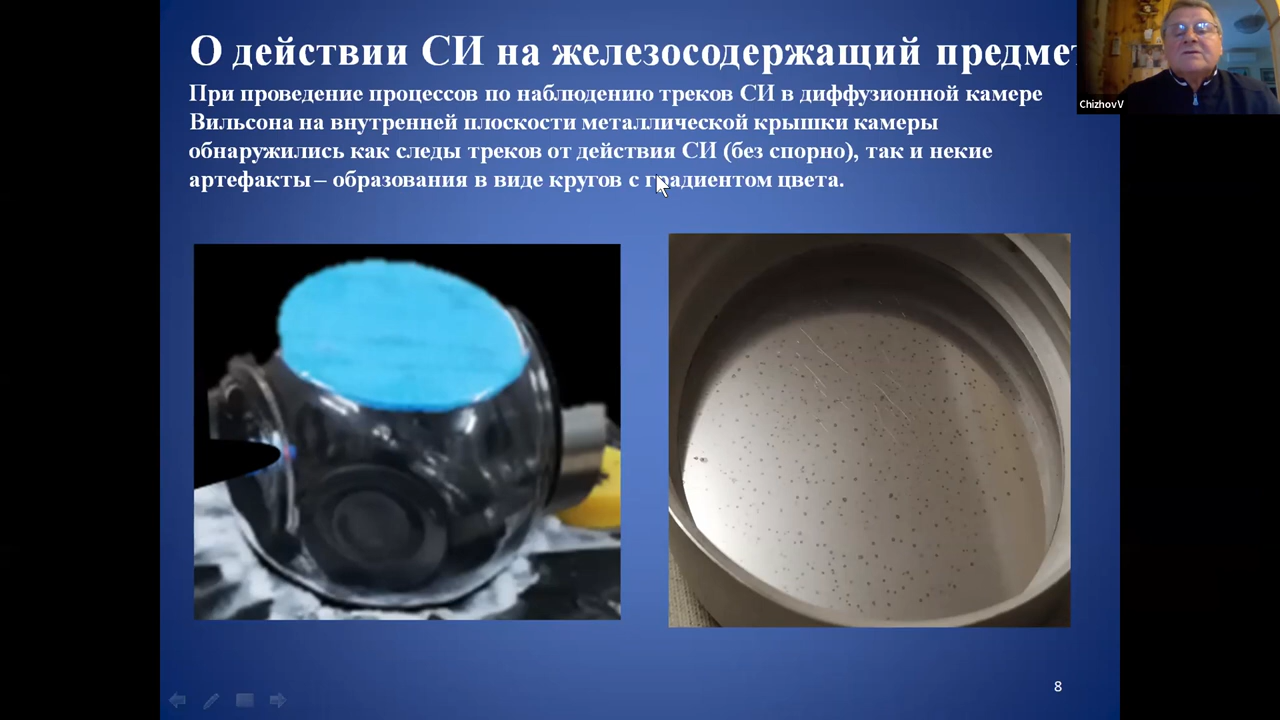 О действии СИ на железосодержащий предмет
При проведение процессов по наблюдению треков СИ в диффузионной камере
Вильсона на внутренней плоскости металлической крышки камеры
обнаружились как следы треков от действия СИ (без спорно), так и некие
артефакты – образования в виде кругов с градиентом цвета.
Chizhov V
8